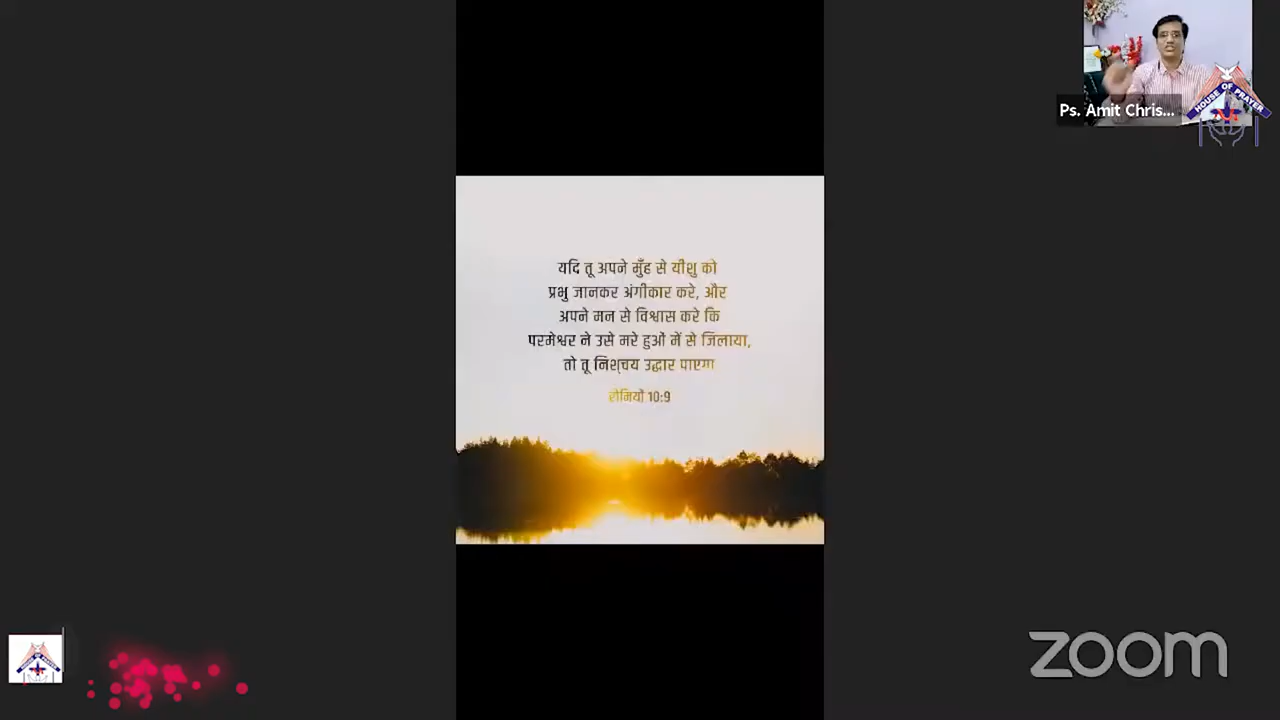 Ps. Amit Chris...
HOUSE OF PRAYER
यदि तू अपने मुँह से यीशु को
प्रभु जानकर अंगीकार करे, और
अपने मन से विश्वास करे कि
परमेश्वर ने उसे मरे हुओं में से जिलाया,
तो तू निश्चय उद्धार पाएगा
रोमियों 10:9
zoom